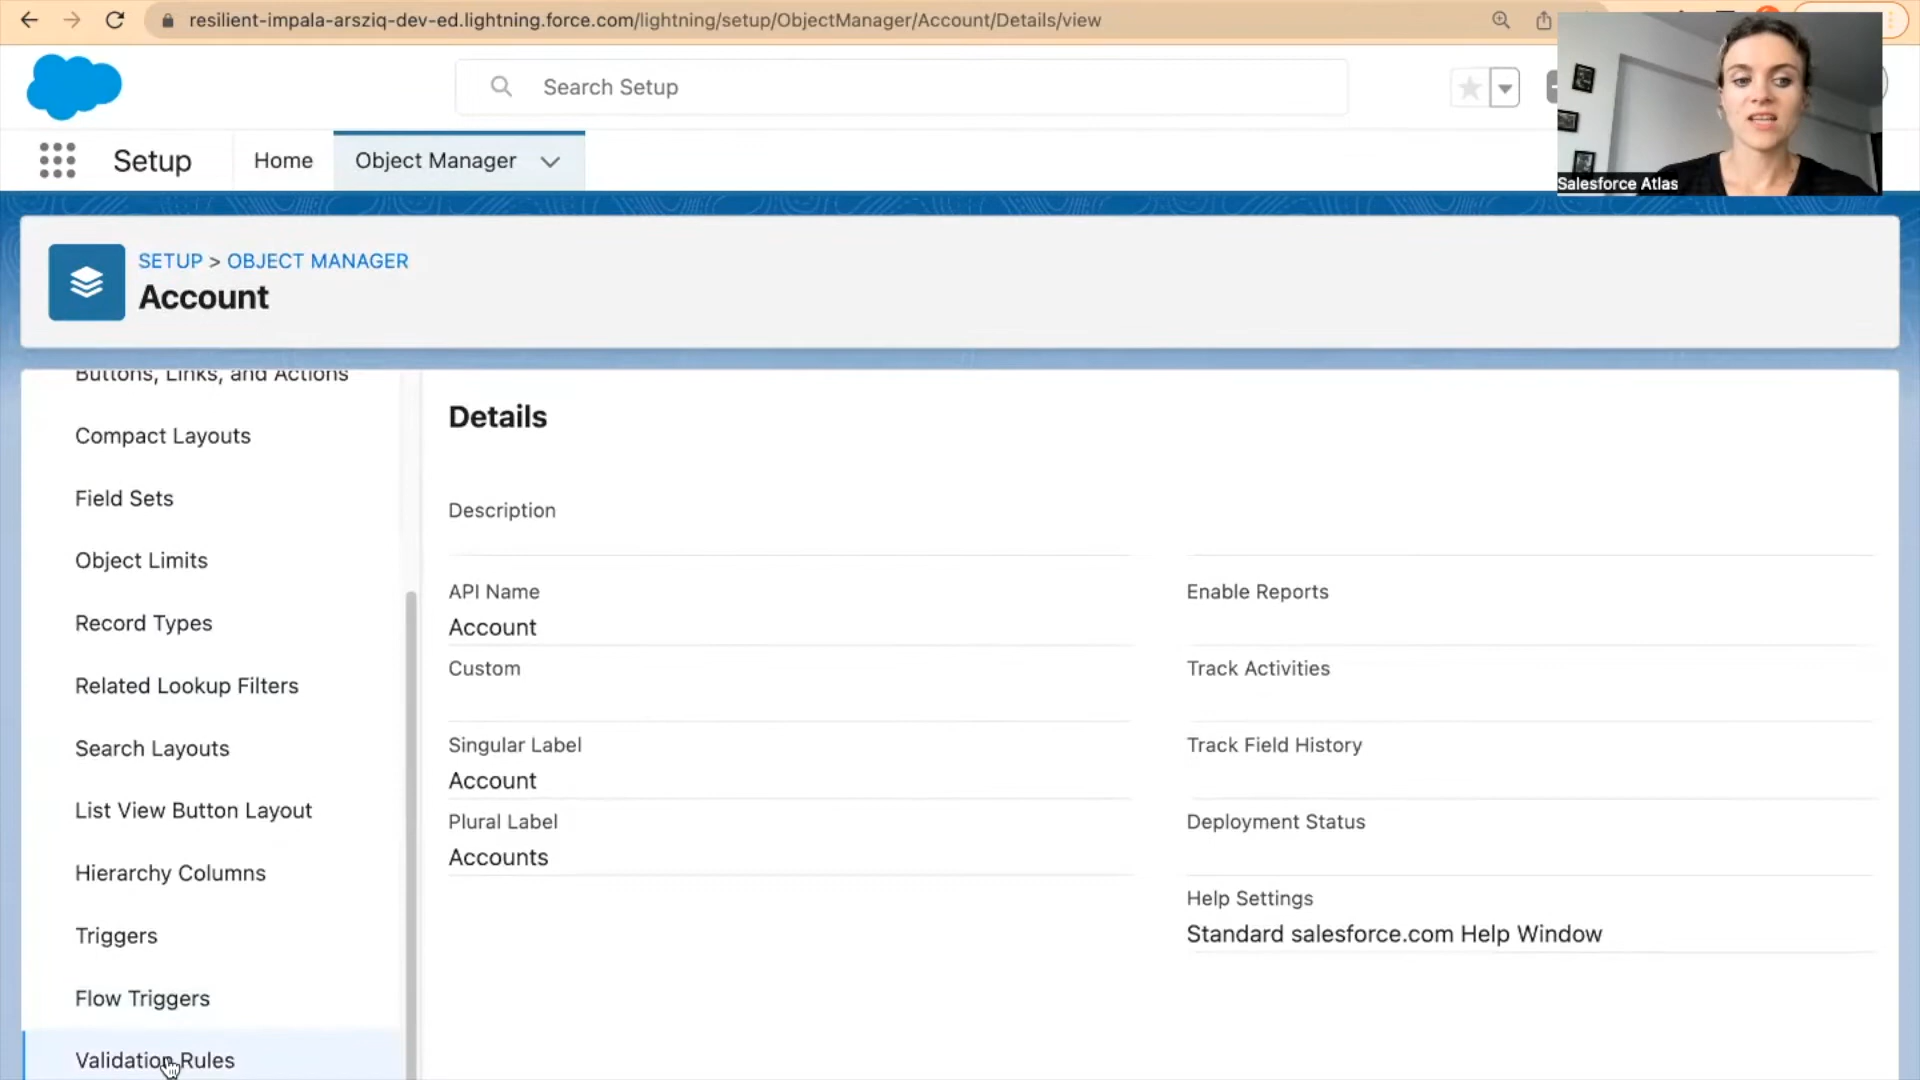 resilient-impala-arsziq-dev-ed.lightning.force.com/lightning/setup/ObjectManager/Account/Details/view
Search Setup
Salesforce Atlas
Setup
Home
Object Manager
SETUP > OBJECT MANAGER
Account
Buttons, Links, and Actions
Compact Layouts
Field Sets
Object Limits
Record Types
Related Lookup Filters
Search Layouts
List View Button Layout
Hierarchy Columns
Triggers
Flow Triggers
Validation Rules
Details
Description
API Name
Account
Custom
Singular Label
Account
Plural Label
Accounts
Enable Reports
Track Activities
Track Field History
Deployment Status
Help Settings
Standard salesforce.com Help Window